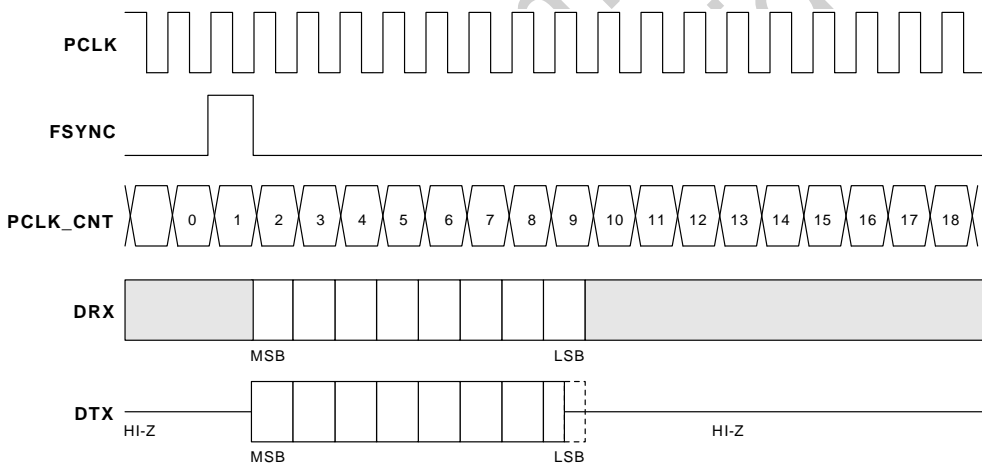 PCLK
FSYNC
PCLK_CNT 0 1 2 3 4 5 6 7 8 9 10 11 12 13 14 15 16 17 18
DRX
MSB LSB
DTX
HI-Z HI-Z
MSB LSB